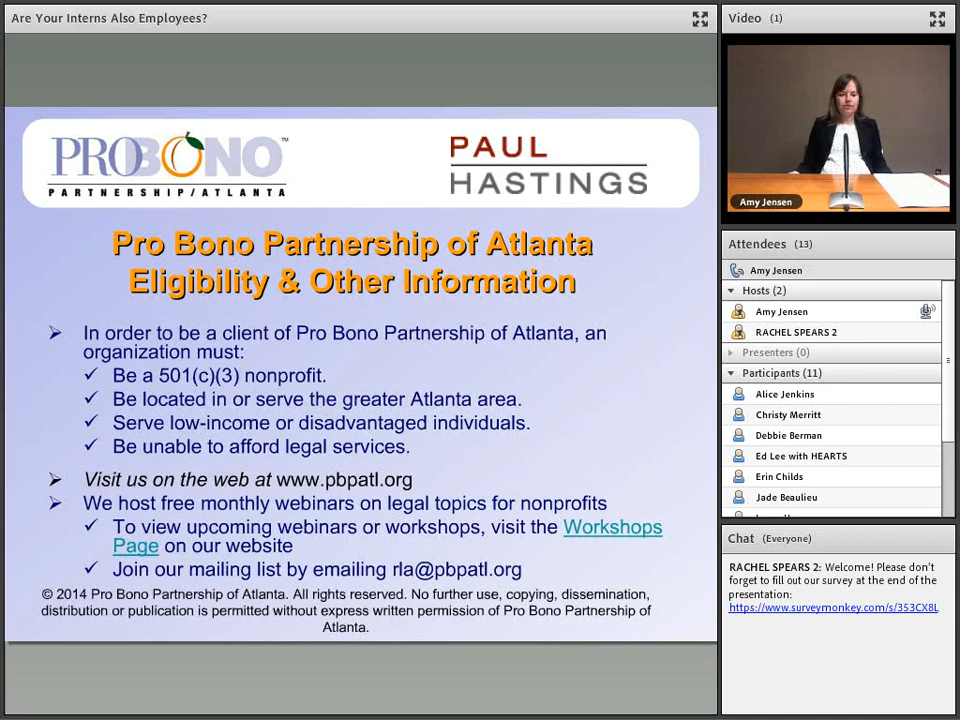 Are Your Interns Also Employees?
PROBONO™
PARTNERSHIP/ATLANTA
PAUL
HASTINGS
Pro Bono Partnership of Atlanta
Eligibility & Other Information
➢ In order to be a client of Pro Bono Partnership of Atlanta, an
organization must:
✓ Be a 501(c)(3) nonprofit.
✓ Be located in or serve the greater Atlanta area.
✓ Serve low-income or disadvantaged individuals.
✓ Be unable to afford legal services.
➢ Visit us on the web at www.pbpatl.org
➢ We host free monthly webinars on legal topics for nonprofits
✓ To view upcoming webinars or workshops, visit the Workshops
Page on our website
✓ Join our mailing list by emailing rla@pbpatl.org
© 2014 Pro Bono Partnership of Atlanta. All rights reserved. No further use, copying, dissemination,
distribution or publication is permitted without express written permission of Pro Bono Partnership of
Atlanta.
Video (1)
Amy Jensen
Attendees (13)
Amy Jensen
Hosts (2)
Amy Jensen
RACHEL SPEARS 2
Presenters (0)
Participants (11)
Alice Jenkins
Christy Merritt
Debbie Berman
Ed Lee with HEARTS
Erin Childs
Jade Beaulieu
Chat (Everyone)
RACHEL SPEARS 2: Welcome! Please don't
forget to fill out our survey at the end of the
presentation:
https://www.surveymonkey.com/s/353CX8L